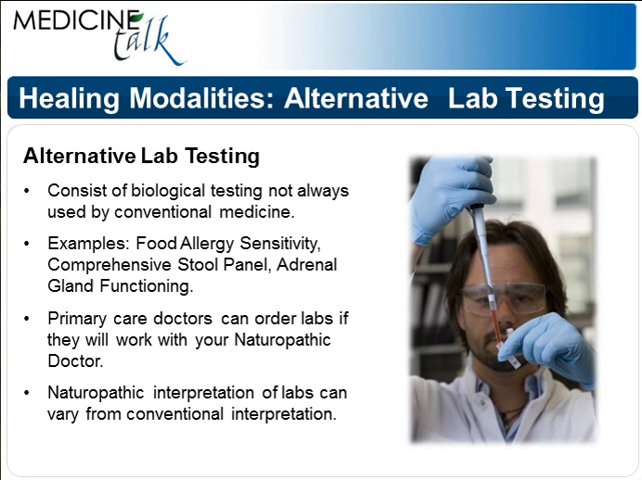 MEDICINE
talk
Healing Modalities: Alternative Lab Testing
Alternative Lab Testing
• Consist of biological testing not always
used by conventional medicine.
• Examples: Food Allergy Sensitivity,
Comprehensive Stool Panel, Adrenal
Gland Functioning.
• Primary care doctors can order labs if
they will work with your Naturopathic
Doctor.
• Naturopathic interpretation of labs can
vary from conventional interpretation.